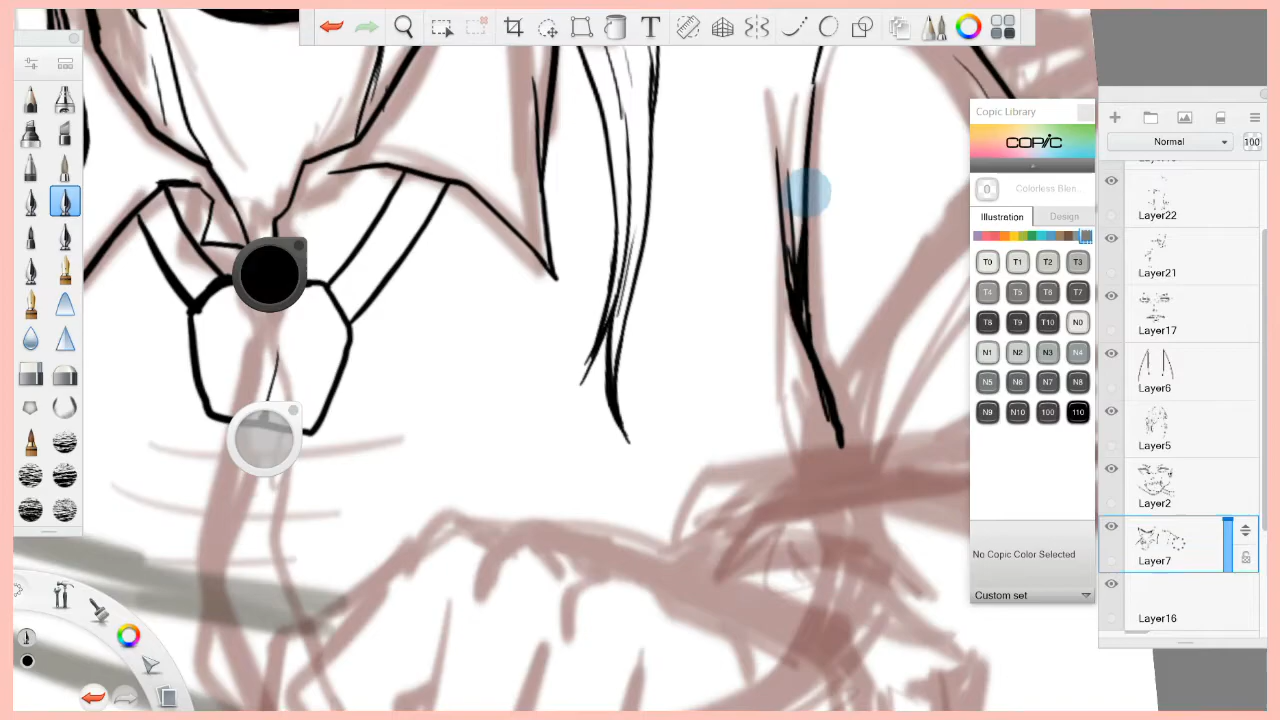 T
Copic Library
COPIC
0 Colorless Blen...
Illustration Design
T0 T1 T2 T3
T4 T5 T6 T7
T8 T9 T10 N0
N1 N2 N3 N4
N5 N6 N7 N8
N9 N10 100 110
No Copic Color Selected
Custom set
Normal 100
Layer22
Layer21
Layer17
Layer6
Layer5
Layer2
Layer7
Layer16